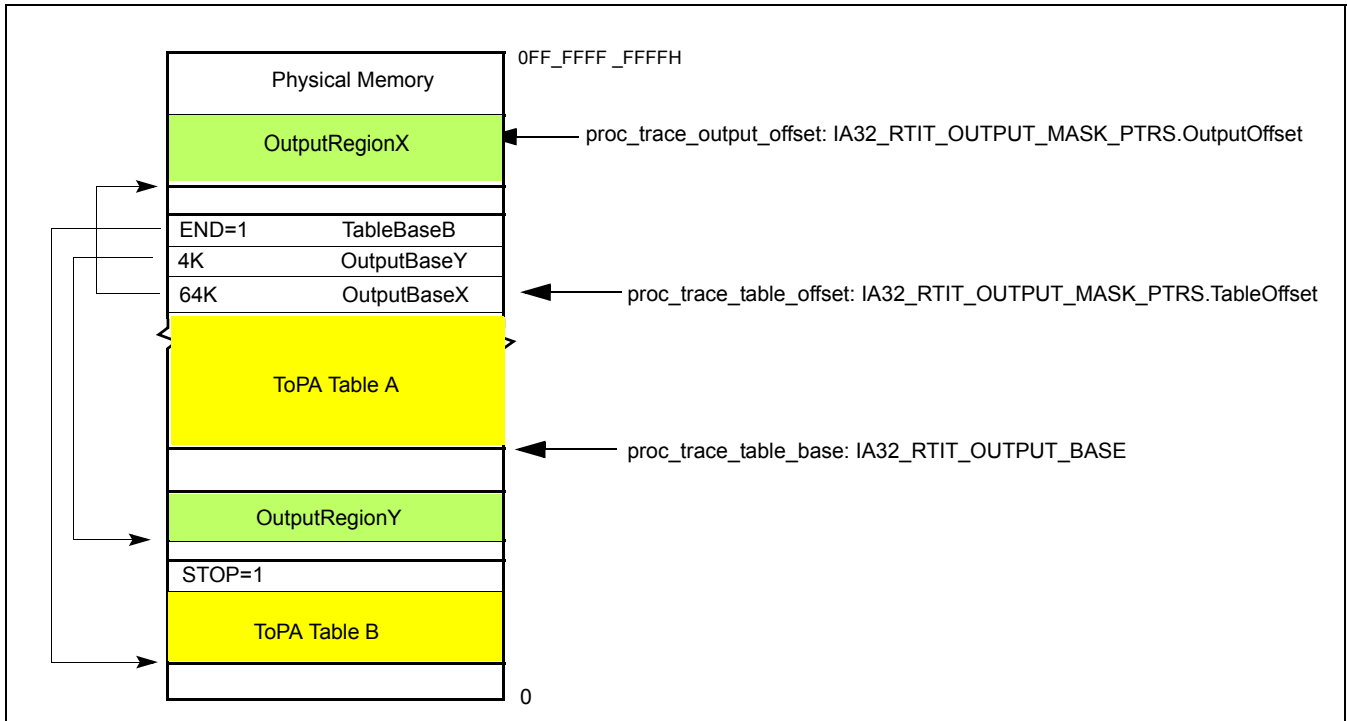 0FF_FFFF _FFFFH
Physical Memory
OutputRegionX
proc_trace_output_offset: IA32_RTIT_OUTPUT_MASK_PTRS.OutputOffset
END=1 TableBaseB
4K OutputBaseY
64K OutputBaseX
proc_trace_table_offset: IA32_RTIT_OUTPUT_MASK_PTRS.TableOffset
ToPA Table A
proc_trace_table_base: IA32_RTIT_OUTPUT_BASE
OutputRegionY
STOP=1
ToPA Table B
0